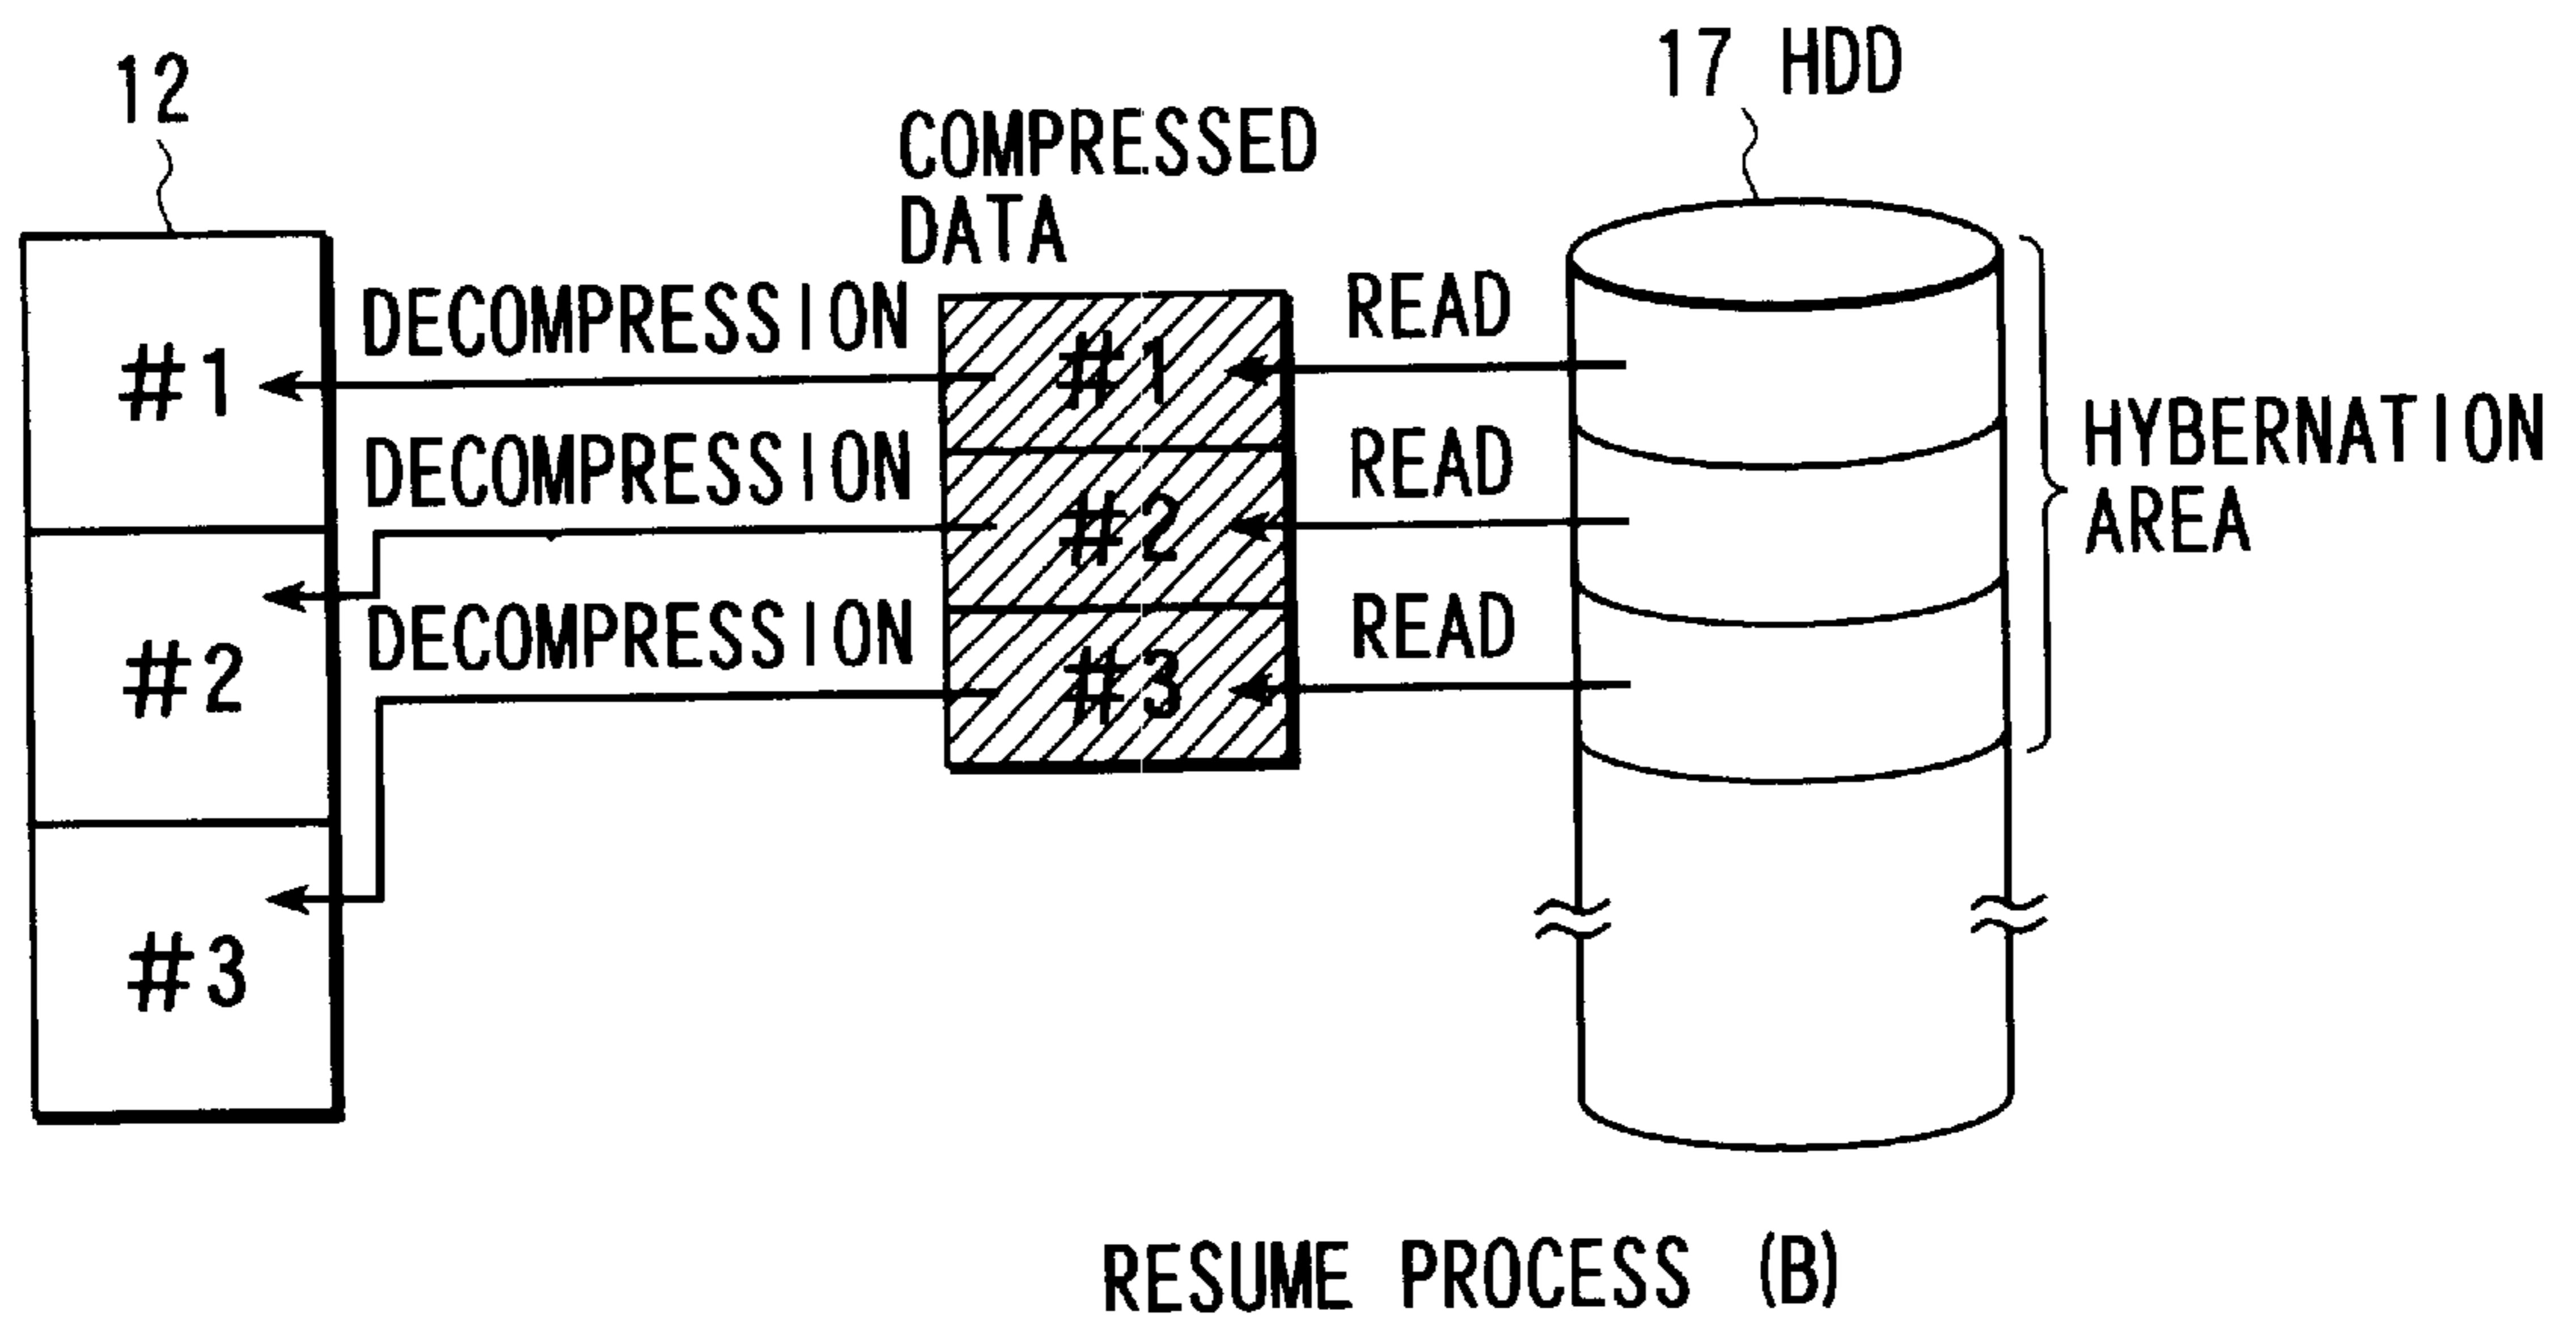 12
17 HDD
COMPRESSED
DATA
DECOMPRESSION
READ
#1
#1
HYBERNATION
AREA
DECOMPRESSION
READ
#2
#2
DECOMPRESSION
READ
#3
#3
RESUME PROCESS (B)